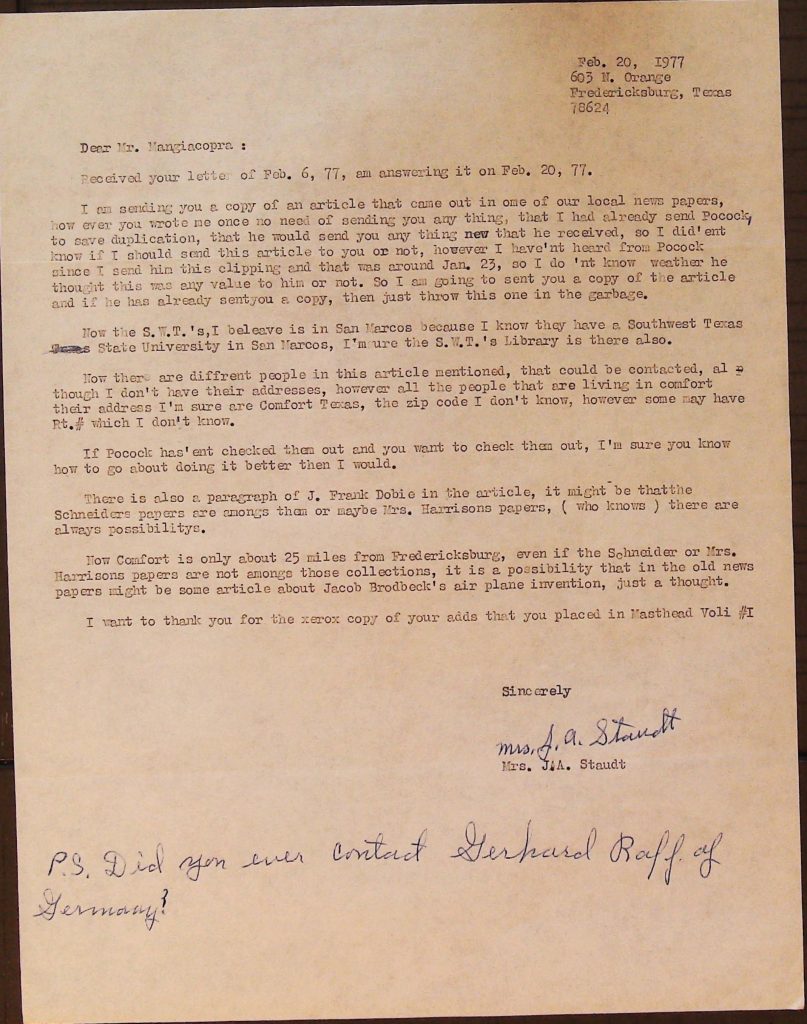 Feb. 20, 1977
603 N. Orange
Fredericksburg, Texas
78624
Dear Mr. Mangiacopra :
Received your letter of Feb. 6, 77, am answering it on Feb. 20, 77.
I am sending you a copy of an article that came out in one of our local news papers,
how ever you wrote me once no need of sending you any thing, that I had already send Pocock,
to save duplication, that he would send you any thing new that he received, so I did'ent
know if I should send this article to you or not, however I have'nt heard from Pocock
since I send him this clipping and that was around Jan. 23, so I do 'nt know weather he
thought this was any value to him or not. So I am going to sent you a copy of the article
and if he has already sentyou a copy, then just throw this one in the garbage.
Now the S.W.T.'s,I beleave is in San Marcos because I know they have a Southwest Texas
State University in San Marcos, I'm ure the S.W.T.'s Library is there also.
Now there are diffrent people in this article mentioned, that could be contacted, al
though I don't have their addresses, however all the people that are living in comfort
their address I'm sure are Comfort Texas, the zip code I don't know, however some may have
Rt.# which I don't know.
If Pocock has'ent checked them out and you want to check them out, I'm sure you know
how to go about doing it better then I would.
There is also a paragraph of J. Frank Dobie in the article, it might be thatthe
Schneiders papers are amongs them or maybe Mrs. Harrisons papers, ( who knows ) there are
always possibilitys.
Now Comfort is only about 25 miles from Fredericksburg, even if the Schneider or Mrs.
Harrisons papers are not amongs those collections, it is a possibility that in the old news
papers might be some article about Jacob Brodbeck's air plane invention, just a thought.
I want to thank you for the xerox copy of your adds that you placed in Masthead Voli #I
Sincerely
Mrs. J. A. Staudt
Mrs. J.A. Staudt
P.S. Did you ever contact Gerhard Raff. of
Germany?